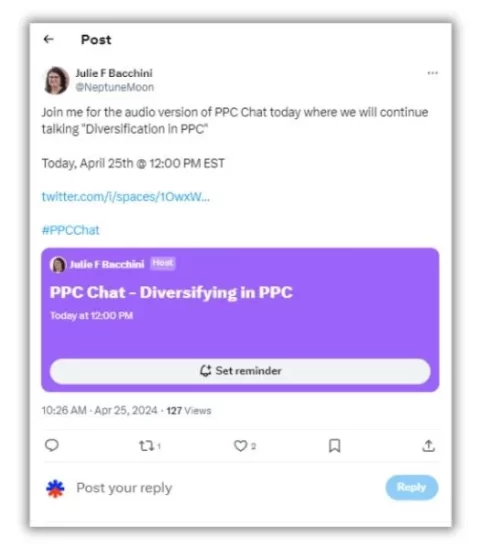 Post
Julie F Bacchini
@NeptuneMoon
Join me for the audio version of PPC Chat today where we will continue
talking "Diversification in PPC"
Today, April 25th @ 12:00 PM EST
twitter.com/i/spaces/1OwxW...
#PPCChat
Julie F Bacchini Host
PPC Chat - Diversifying in PPC
Today at 12:00 PM
Set reminder
10:26 AM · Apr 25, 2024 · 127 Views
1 2
Post your reply Reply